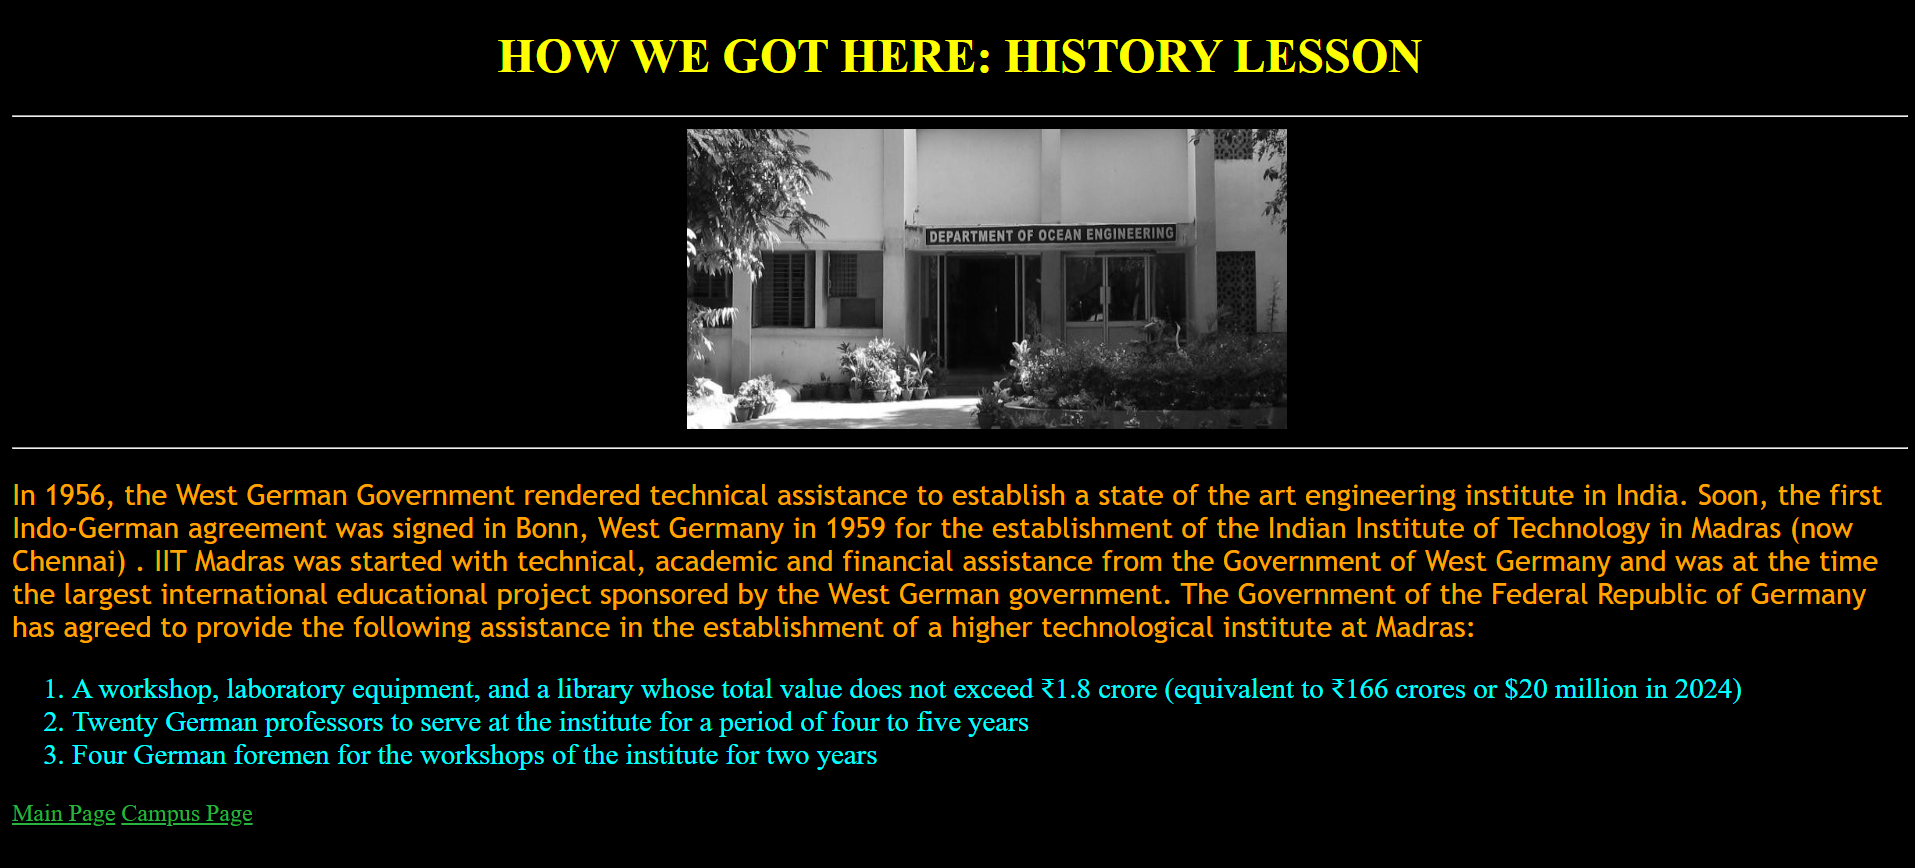 HOW WE GOT HERE: HISTORY LESSON
DEPARTMENT OF OCEAN ENGINEERING
In 1956, the West German Government rendered technical assistance to establish a state of the art engineering institute in India. Soon, the first
Indo-German agreement was signed in Bonn, West Germany in 1959 for the establishment of the Indian Institute of Technology in Madras (now
Chennai) . IIT Madras was started with technical, academic and financial assistance from the Government of West Germany and was at the time
the largest international educational project sponsored by the West German government. The Government of the Federal Republic of Germany
has agreed to provide the following assistance in the establishment of a higher technological institute at Madras:
1. A workshop, laboratory equipment, and a library whose total value does not exceed ₹1.8 crore (equivalent to ₹166 crores or $20 million in 2024)
2. Twenty German professors to serve at the institute for a period of four to five years
3. Four German foremen for the workshops of the institute for two years
Main Page Campus Page